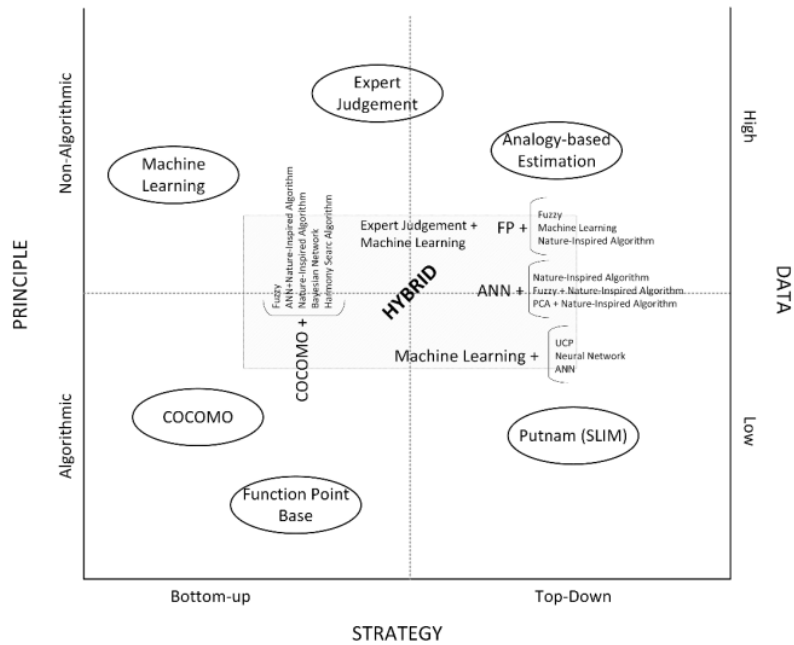 Expert
Judgement
Analogy-based
Estimation
Machine
Learning
Non-Algorithmic
High
PRINCIPLE
DATA
Expert Judgement +
Machine Learning
FP +
Fuzzy
Machine Learning
Nature-Inspired Algorithm
Fuzzy
ANN+Nature-Inspired Algorithm
Nature-Inspired Algorithm
Bayesian Network
Harmony Searc Algorithm
COCOMO +
HYBRID
ANN +
Nature-Inspired Algorithm
Fuzzy + Nature-Inspired Algorithm
PCA + Nature-Inspired Algorithm
Machine Learning +
UCP
Neural Network
ANN
Algorithmic
Low
COCOMO
Putnam (SLIM)
Function Point
Base
Bottom-up
Top-Down
STRATEGY